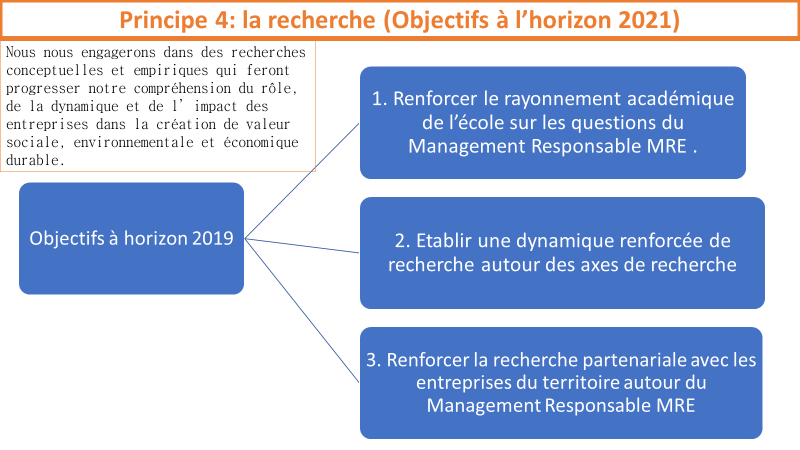 Principe 4: la recherche (Objectifs à l’horizon 2021)
Nous nous engagerons dans des recherches
conceptuelles et empiriques qui feront
progresser notre compréhension du rôle,
de la dynamique et de l’impact des
entreprises dans la création de valeur
sociale, environnementale et économique
durable.
Objectifs à horizon 2019
1. Renforcer le rayonnement académique
de l’école sur les questions du
Management Responsable MRE .
2. Etablir une dynamique renforcée de
recherche autour des axes de recherche
3. Renforcer la recherche partenariale avec les
entreprises du territoire autour du
Management Responsable MRE